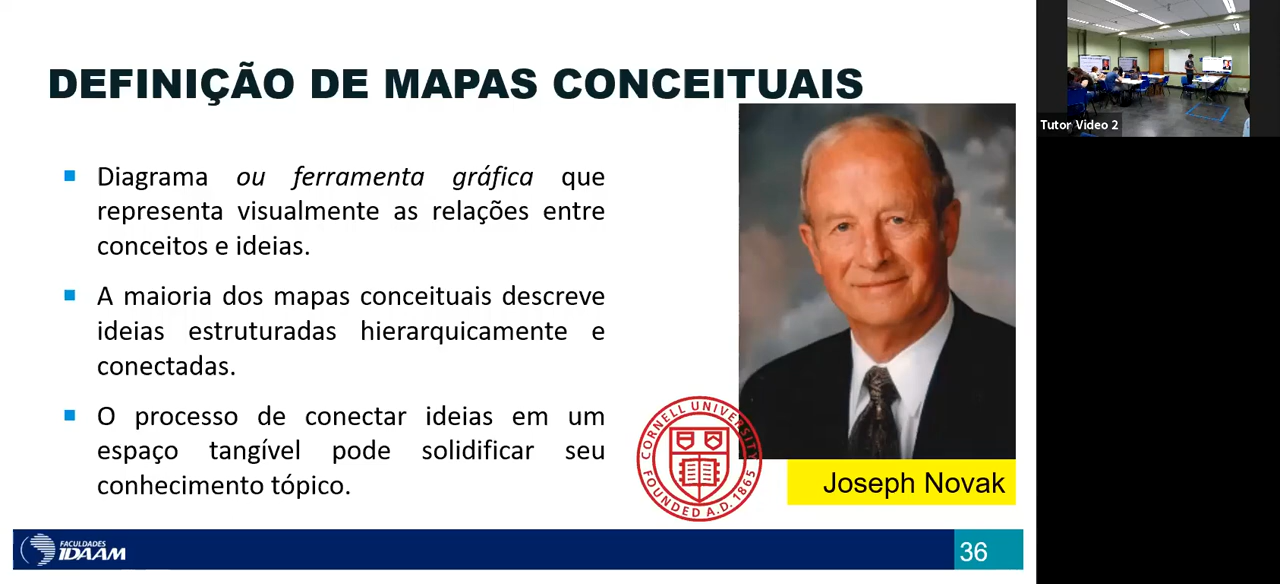 DEFINIÇÃO DE MAPAS CONCEITUAIS
Diagrama ou ferramenta gráfica que
representa visualmente as relações entre
conceitos e ideias.
A maioria dos mapas conceituais descreve
ideias estruturadas hierarquicamente e
conectadas.
O processo de conectar ideias em um
espaço tangível pode solidificar seu
conhecimento tópico.
CORNELL UNIVERSITY
FOUNDED A.D. 1865
Joseph Novak
FACULDADES
IDAAM
36
Tutor Video 2